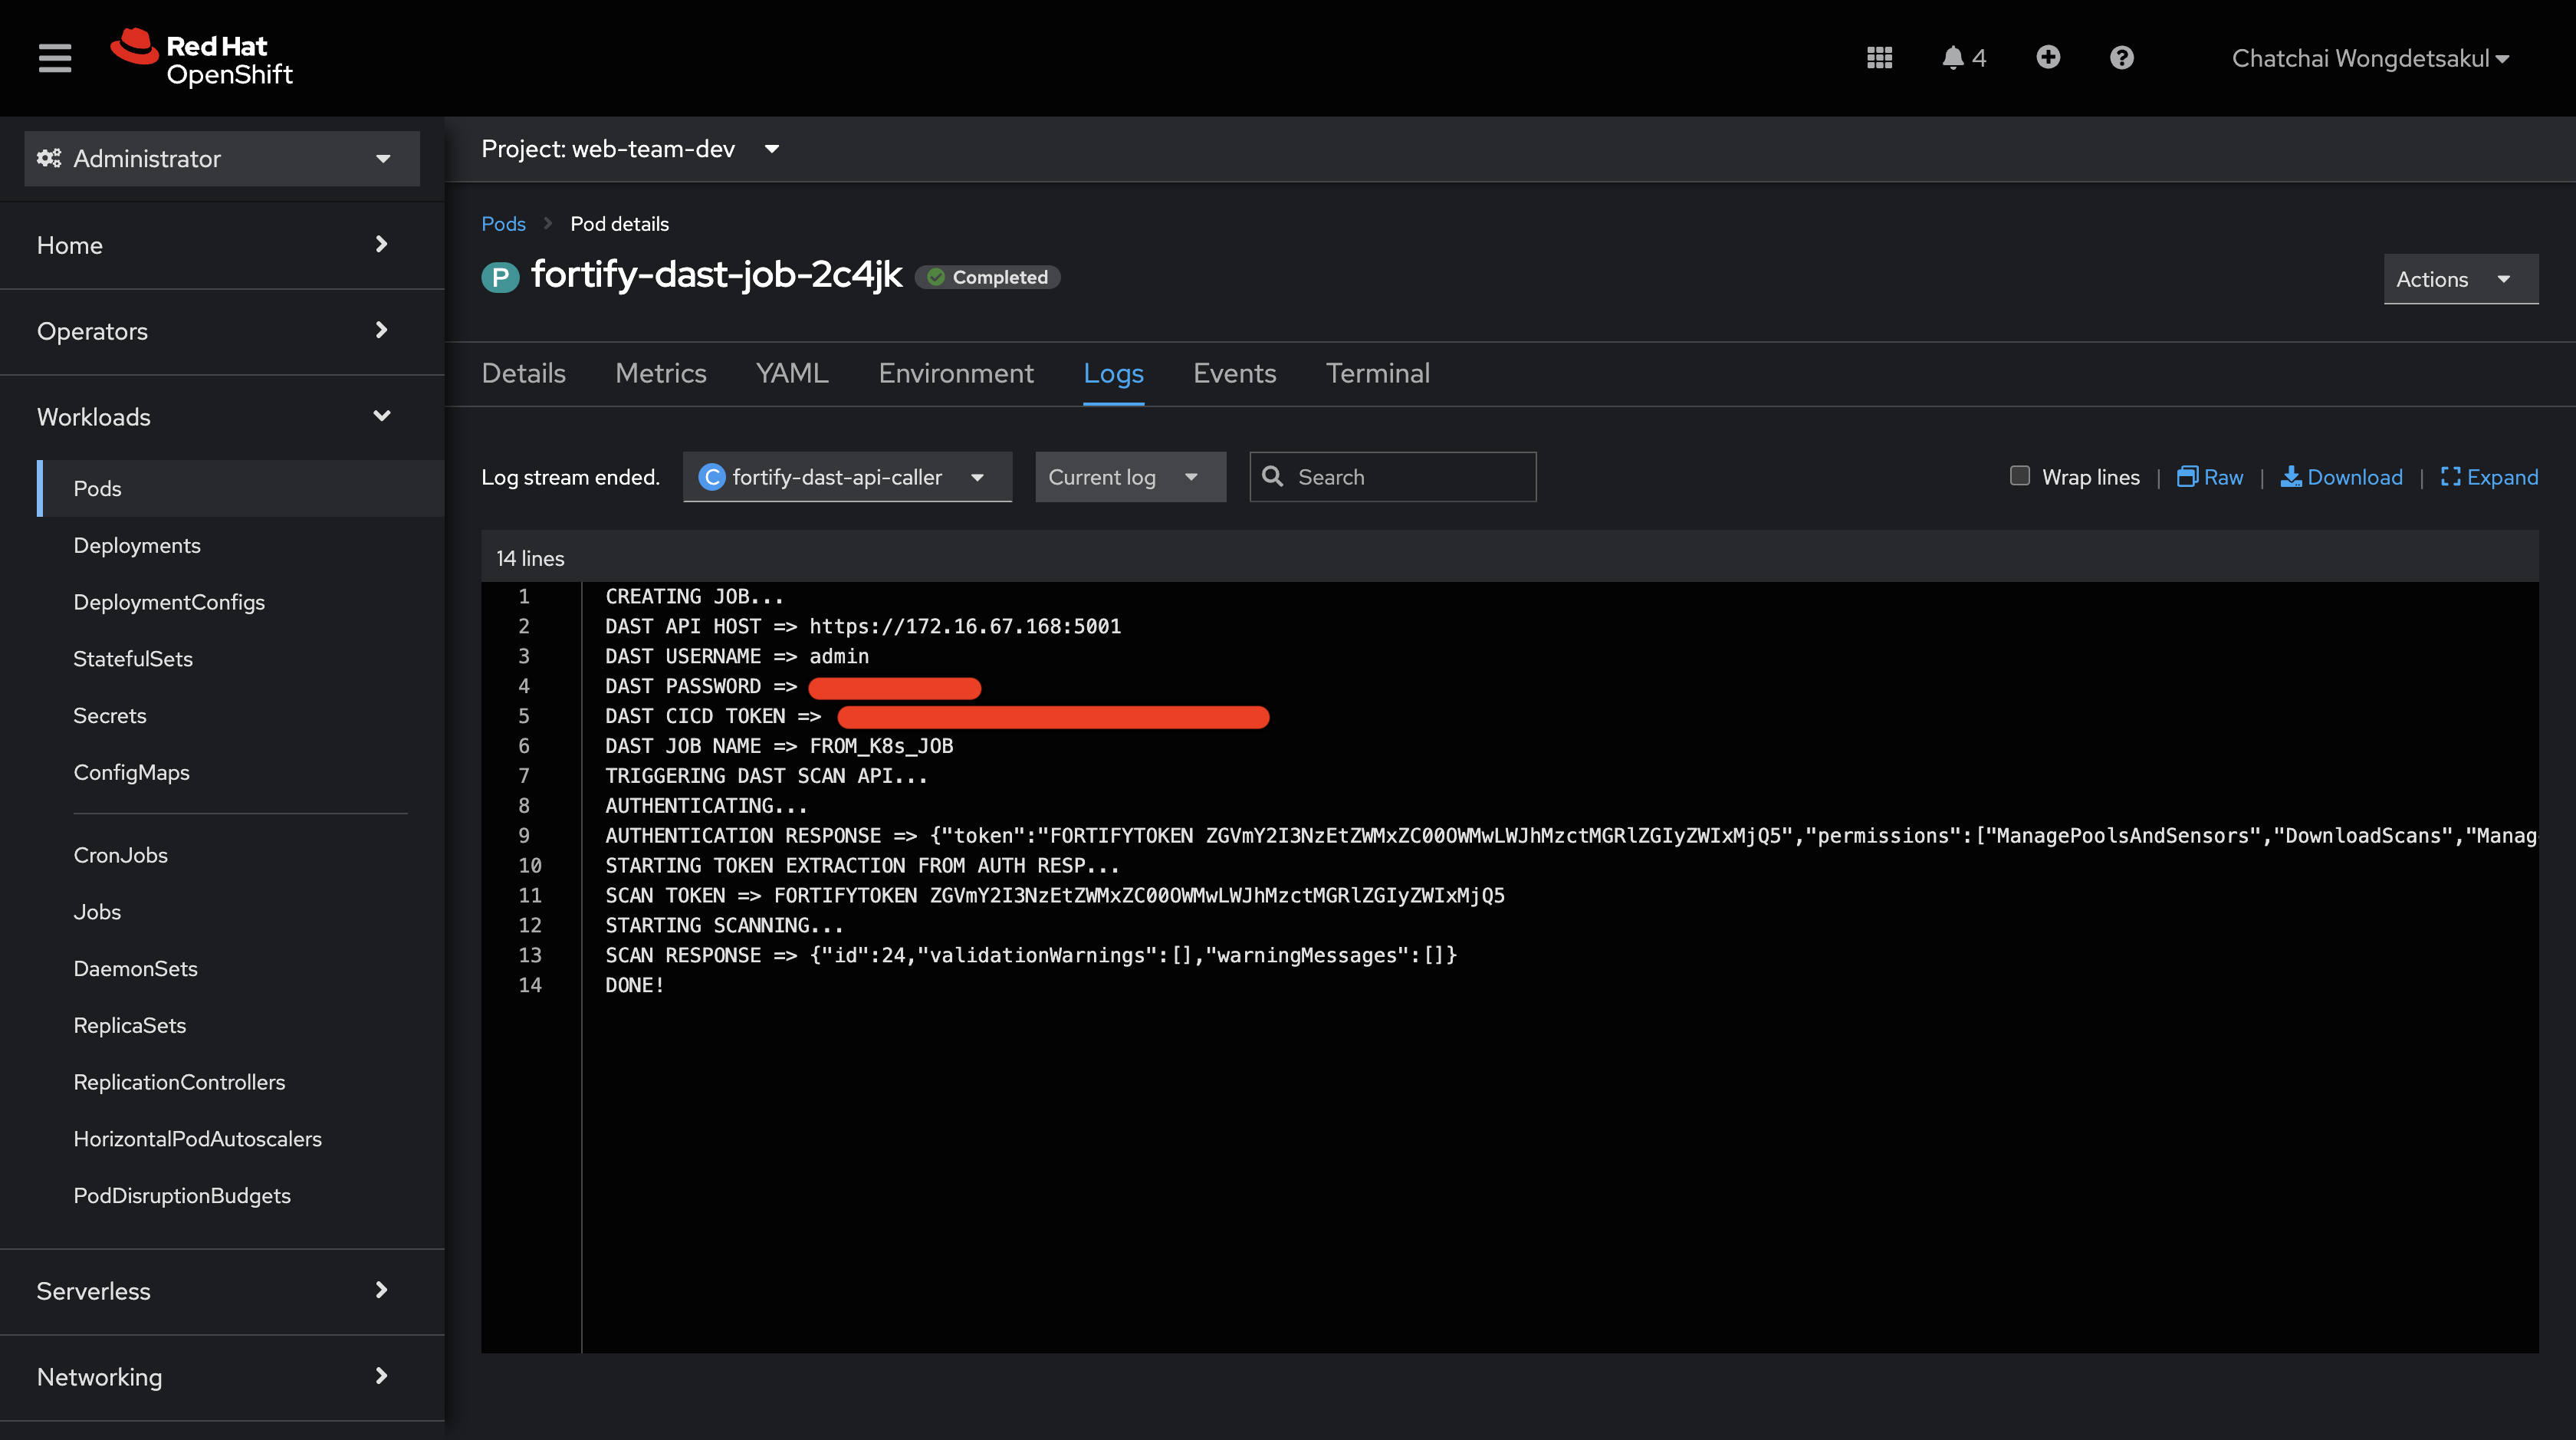 Red Hat
OpenShift
4
Chatchai Wongdetsakul
Administrator
Home
Operators
Workloads
Pods
Deployments
DeploymentConfigs
StatefulSets
Secrets
ConfigMaps
CronJobs
Jobs
DaemonSets
ReplicaSets
ReplicationControllers
HorizontalPodAutoscalers
PodDisruptionBudgets
Serverless
Networking
Project: web-team-dev
Pods Pod details
P fortify-dast-job-2c4jk Completed
Actions
Details Metrics YAML Environment Logs Events Terminal
Log stream ended. C fortify-dast-api-caller Current log Search Wrap lines | Raw | Download | Expand
14 lines
1 CREATING JOB...
2 DAST API HOST => https://172.16.67.168:5001
3 DAST USERNAME => admin
4 DAST PASSWORD =>
5 DAST CICD TOKEN =>
6 DAST JOB NAME => FROM_K8s_JOB
7 TRIGGERING DAST SCAN API...
8 AUTHENTICATING...
9 AUTHENTICATION RESPONSE => {"token":"FORTIFYTOKEN ZGVmY2I3NzEtZWMxZC00OWMwLWJhMzctMGRlZGIyZWIxMjQ5","permissions":["ManagePoolsAndSensors","DownloadScans","Manag
10 STARTING TOKEN EXTRACTION FROM AUTH RESP...
11 SCAN TOKEN => FORTIFYTOKEN ZGVmY2I3NzEtZWMxZC00OWMwLWJhMzctMGRlZGIyZWIxMjQ5
12 STARTING SCANNING...
13 SCAN RESPONSE => {"id":24,"validationWarnings":[],"warningMessages":[]}
14 DONE!